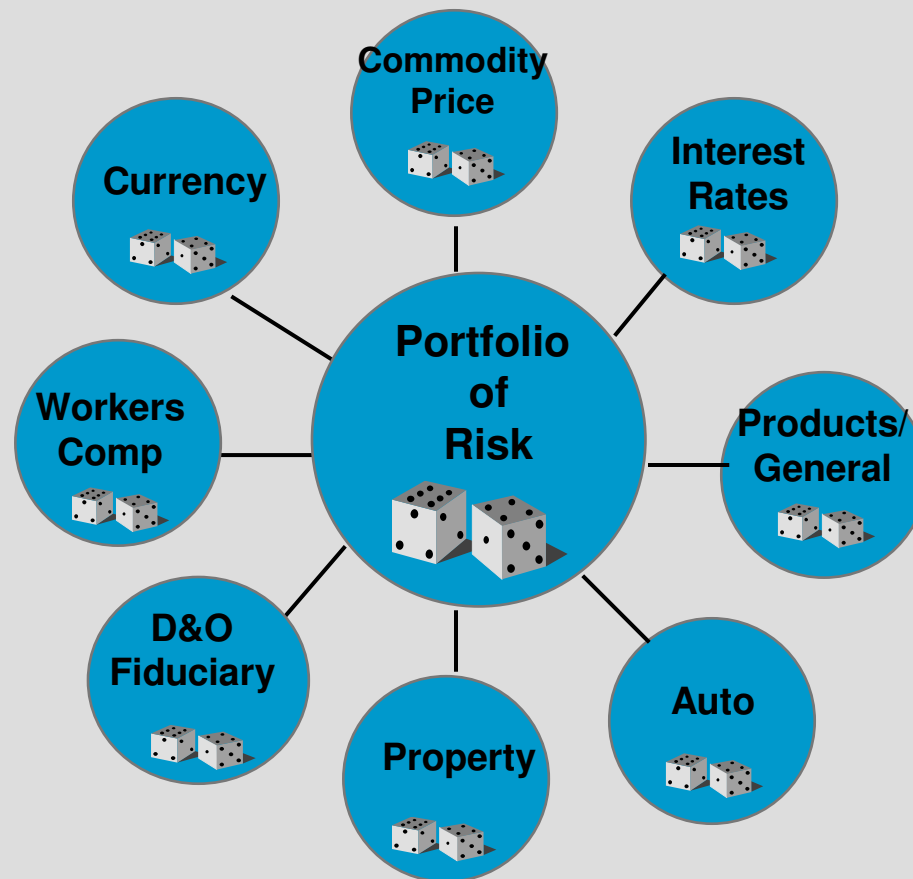 Commodity
Price
Currency
Interest
Rates
Portfolio
of
Risk
Workers
Comp
Products/
General
D&O
Fiduciary
Auto
Property